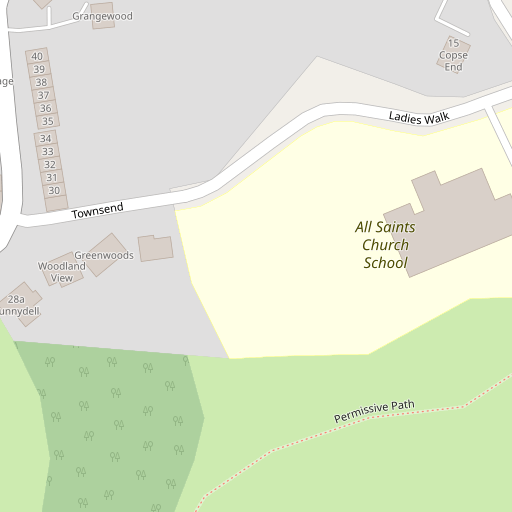 Grangewood
15
Copse
End
40
39
38
37
36
35
34
33
32
31
30
Ladies Walk
Townsend
All Saints
Church
School
Greenwoods
Woodland
View
28a
Permissive Path